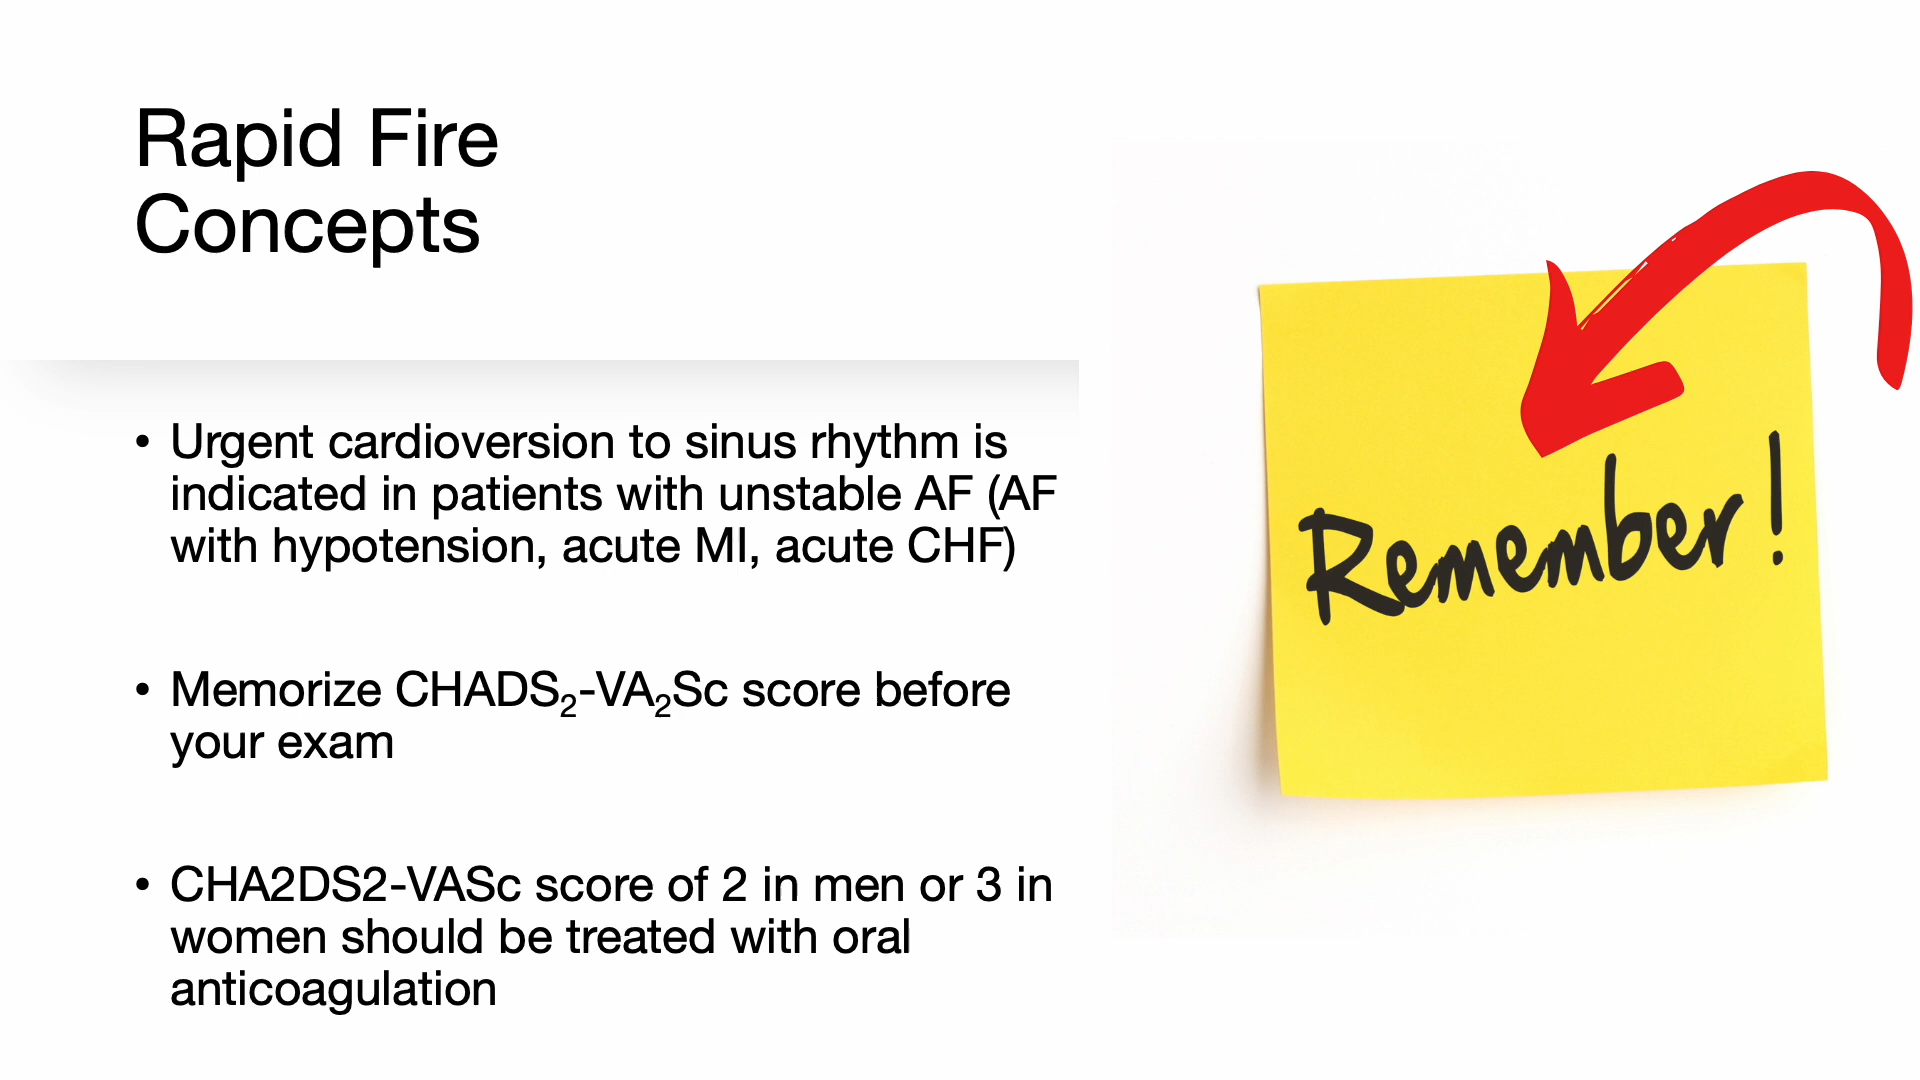 Rapid Fire
Concepts
• Urgent cardioversion to sinus rhythm is
indicated in patients with unstable AF (AF
with hypotension, acute MI, acute CHF)
• Memorize CHADS₂-VA₂Sc score before
your exam
• CHA2DS2-VASc score of 2 in men or 3 in
women should be treated with oral
anticoagulation
Remember!